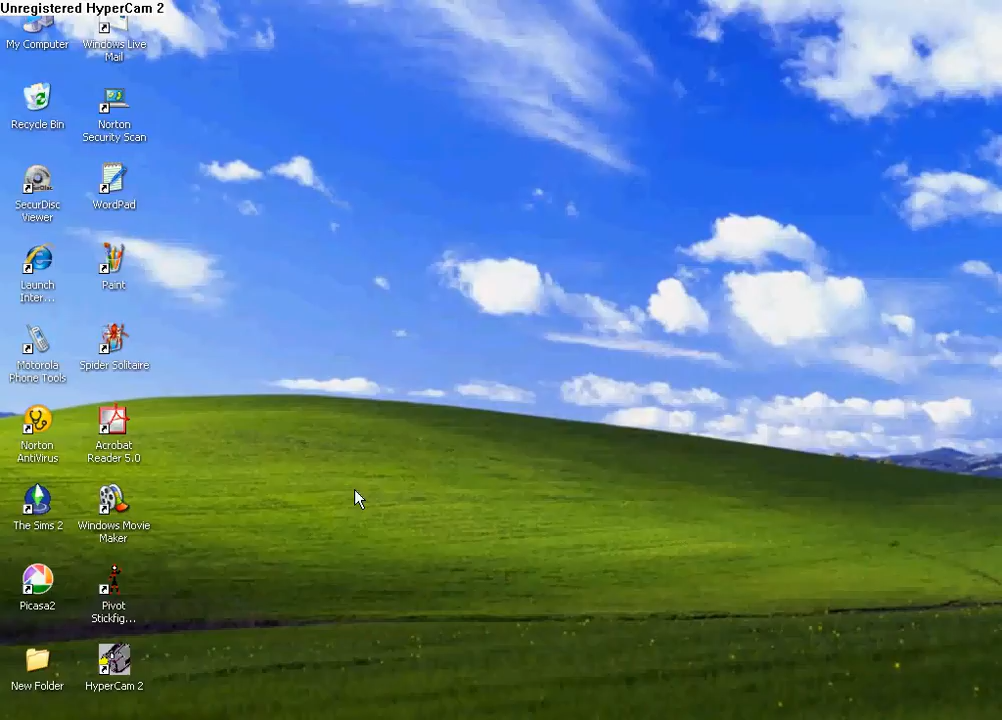 Unregistered HyperCam 2
My Computer
Windows Live
Mail
Recycle Bin
Norton
Security Scan
SecurDisc
Viewer
WordPad
Launch
Inter...
Paint
Motorola
Phone Tools
Spider Solitaire
Norton
AntiVirus
Acrobat
Reader 5.0
The Sims 2
Windows Movie
Maker
Picasa2
Pivot
Stickfig...
New Folder
HyperCam 2